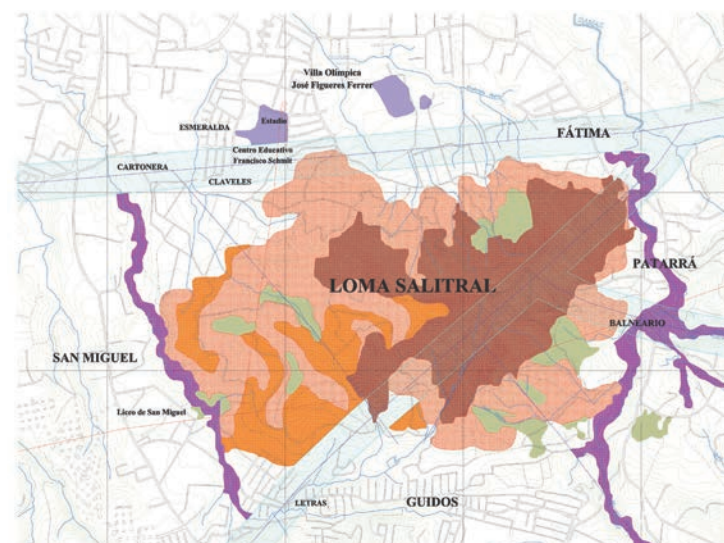 Villa Olímpica
José Figueres Ferrer
Estadio
ESMERALDA
FÁTIMA
Centro Educativo
Francisco Schmit
CARTONERA
CLAVELES
PATARRÁ
LOMA SALITRAL
BALNEARIO
SAN MIGUEL
Liceo de San Miguel
LETRAS
GUIDOS